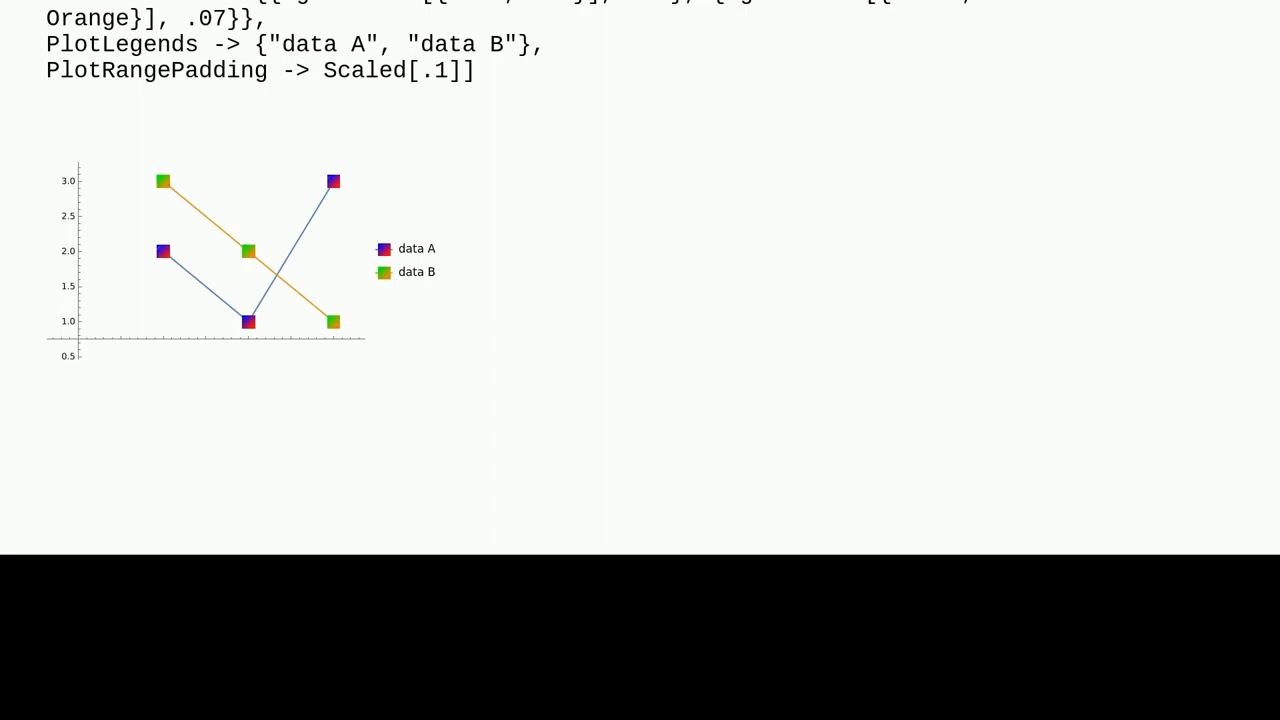 Orange}], .07}},
PlotLegends -> {"data A", "data B"},
PlotRangePadding -> Scaled[.1]]
3.0
2.5
2.0
1.5
1.0
0.5
data A
data B